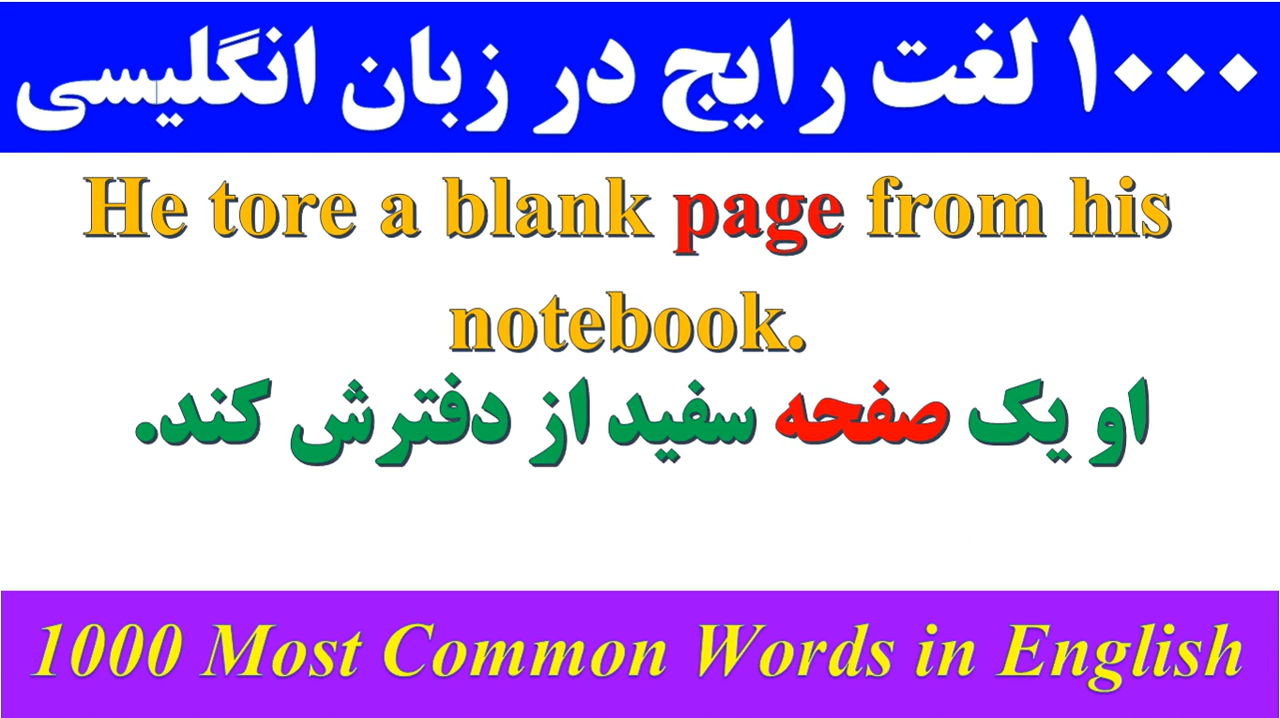 ۱۰۰۰ لغت رایج در زبان انگلیسی
He tore a blank page from his
notebook.
او یک صفحه سفید از دفترش کند.
1000 Most Common Words in English